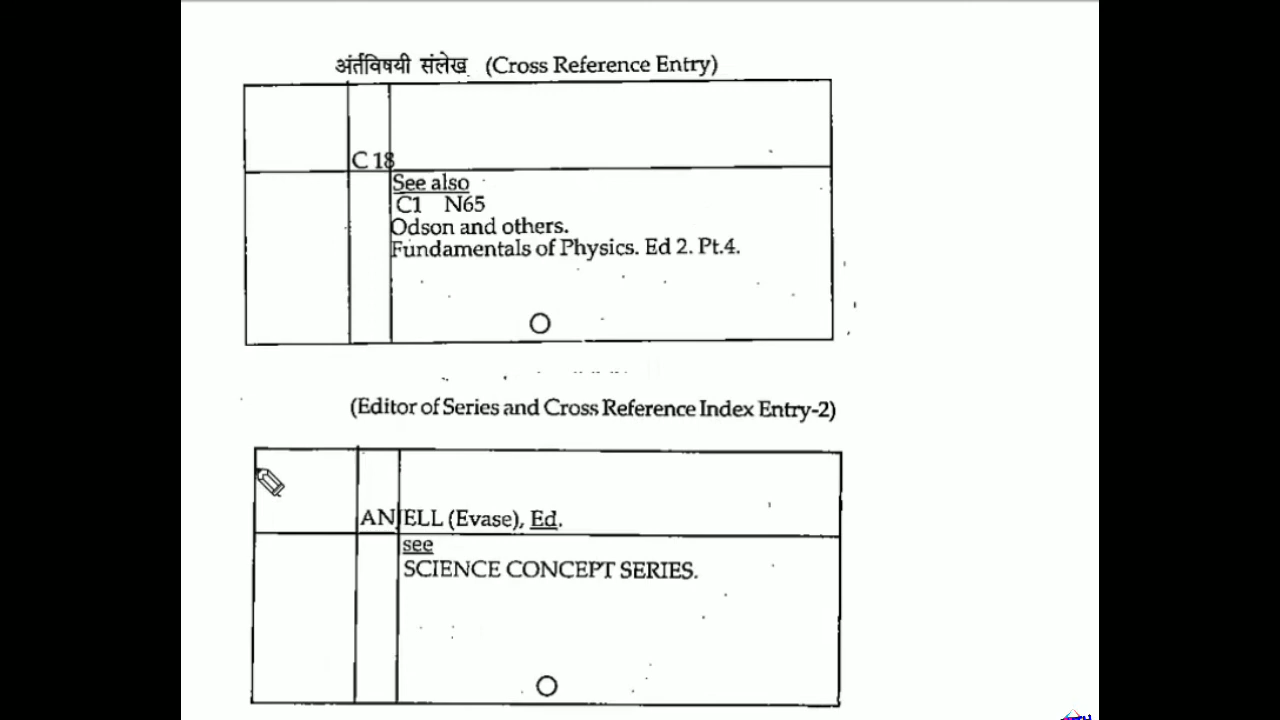 अंर्तविषयी संलेख (Cross Reference Entry)
C 18
See also
C1 N65
Odson and others.
Fundamentals of Physics. Ed 2. Pt.4.
(Editor of Series and Cross Reference Index Entry-2)
ANJELL (Evase), Ed.
see
SCIENCE CONCEPT SERIES.